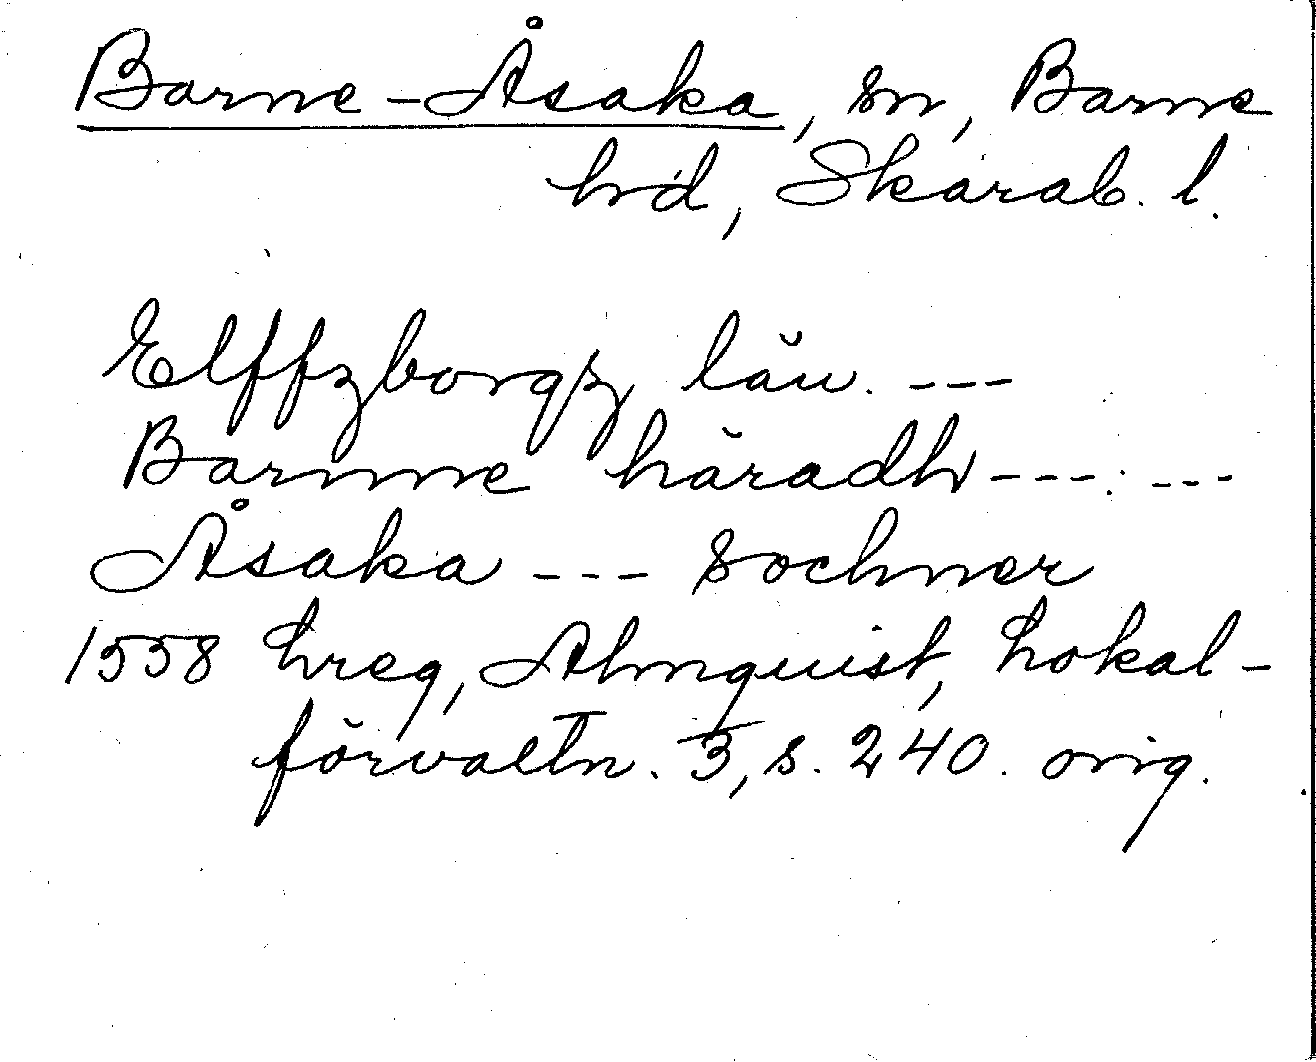 Barne-Åsaka, sn, Barne
hd, Skarab. l.
Elffzborgz län. ---
Barnne häradh --- ---
Åsaka --- sochner
1558 Lreg, Almquist, Lokal-
förvaltn. 3, s. 240. orig.